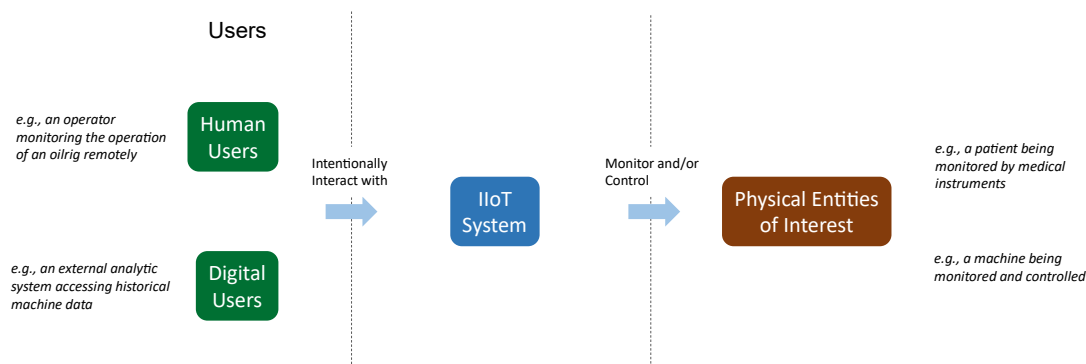 Users
e.g., an operator
monitoring the operation
of an oilrig remotely
Human
Users
Intentionally
Interact with
IIoT
System
Monitor and/or
Control
Physical Entities
of Interest
e.g., a patient being
monitored by medical
instruments
e.g., an external analytic
system accessing historical
machine data
Digital
Users
e.g., a machine being
monitored and controlled